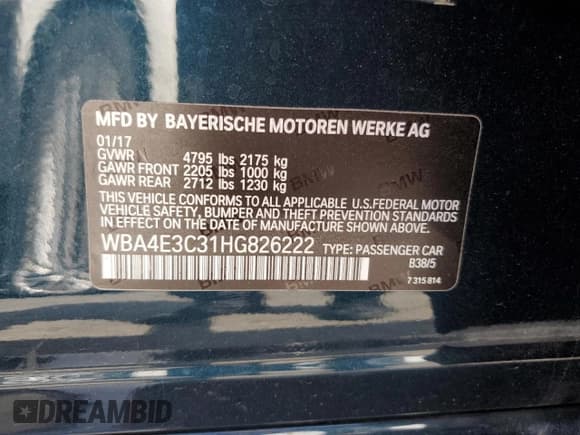 MFD BY BAYERISCHE MOTOREN WERKE AG
01/17
GVWR 4795 lbs 2175 kg
GAWR FRONT 2205 lbs 1000 kg
GAWR REAR 2712 lbs 1230 kg
THIS VEHICLE CONFORMS TO ALL APPLICABLE U.S.FEDERAL MOTOR
VEHICLE SAFETY, BUMPER AND THEFT PREVENTION STANDARDS
IN EFFECT ON THE DATE OF MANUFACTURE SHOWN ABOVE.
WBA4E3C31HG826222 TYPE: PASSENGER CAR
B38/5
7 315 814
DREAMBID